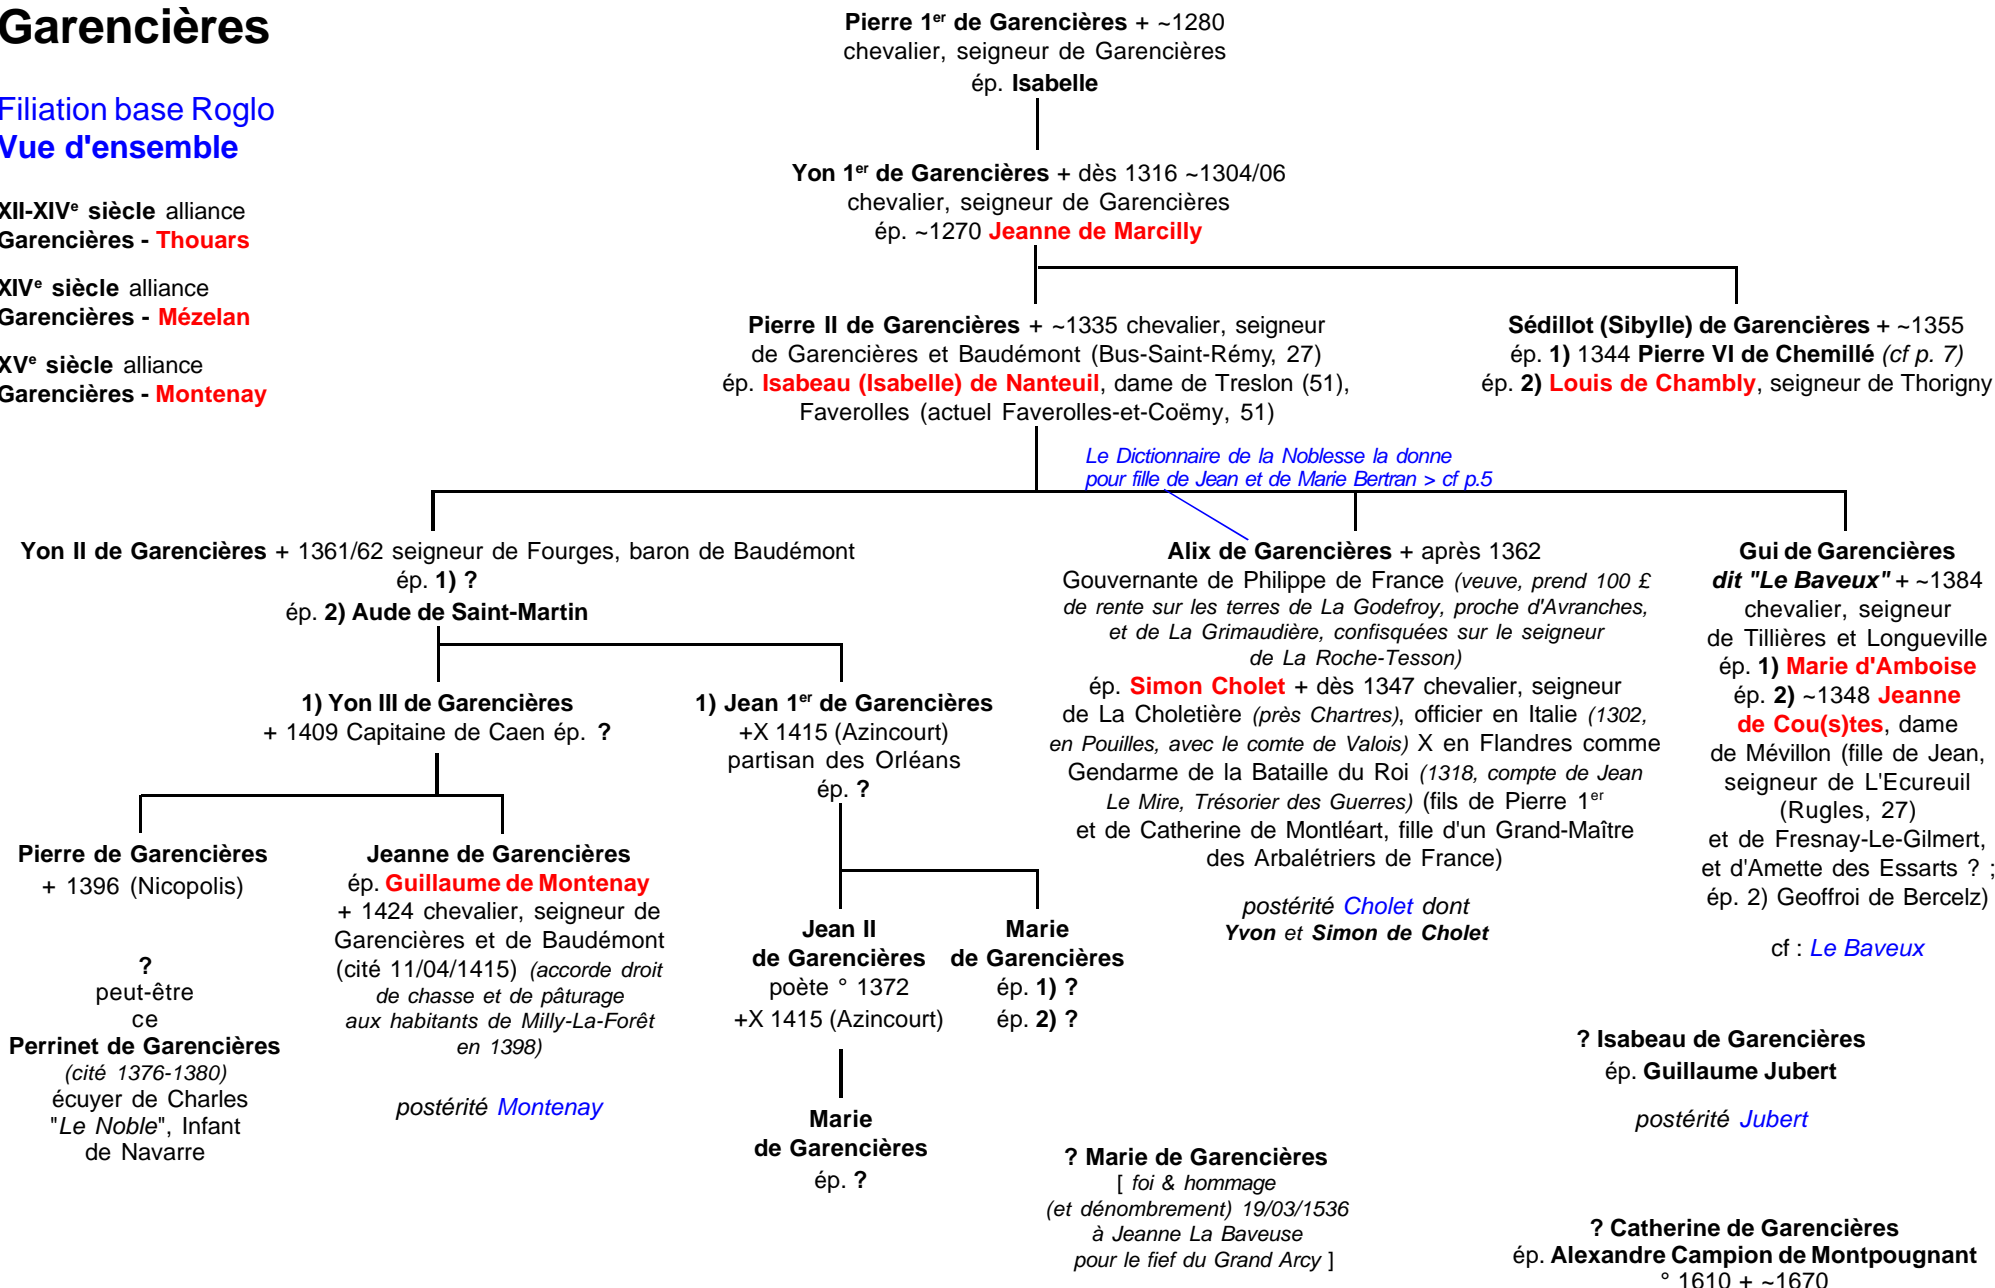 Garencières
Filiation base Roglo
Vue d'ensemble
XII-XIVe siècle alliance
Garencières - Thouars
XIVe siècle alliance
Garencières - Mézelan
XVe siècle alliance
Garencières - Montenay
Pierre 1er de Garencières + ~1280
chevalier, seigneur de Garencières
ép. Isabelle
Yon 1er de Garencières + dès 1316 ~1304/06
chevalier, seigneur de Garencières
ép. ~1270 Jeanne de Marcilly
Pierre II de Garencières + ~1335 chevalier, seigneur
de Garencières et Baudémont (Bus-Saint-Rémy, 27)
ép. Isabeau (Isabelle) de Nanteuil, dame de Treslon (51),
Faverolles (actuel Faverolles-et-Coëmy, 51)
Sédillot (Sibylle) de Garencières + ~1355
ép. 1) 1344 Pierre VI de Chemillé (cf p. 7)
ép. 2) Louis de Chambly, seigneur de Thorigny
Le Dictionnaire de la Noblesse la donne
pour fille de Jean et de Marie Bertran > cf p.5
Yon II de Garencières + 1361/62 seigneur de Fourges, baron de Baudémont
ép. 1) ?
ép. 2) Aude de Saint-Martin
Alix de Garencières + après 1362
Gouvernante de Philippe de France (veuve, prend 100 £
de rente sur les terres de La Godefroy, proche d'Avranches,
et de La Grimaudière, confisquées sur le seigneur
de La Roche-Tesson)
ép. Simon Cholet + dès 1347 chevalier, seigneur
de La Choletière (près Chartres), officier en Italie (1302,
en Pouilles, avec le comte de Valois) X en Flandres comme
Gendarme de la Bataille du Roi (1318, compte de Jean
Le Mire, Trésorier des Guerres) (fils de Pierre 1er
et de Catherine de Montléart, fille d'un Grand-Maître
des Arbalétriers de France)
postérité Cholet dont
Yvon et Simon de Cholet
Gui de Garencières
dit "Le Baveux" + ~1384
chevalier, seigneur
de Tillières et Longueville
ép. 1) Marie d'Amboise
ép. 2) ~1348 Jeanne
de Cou(s)tes, dame
de Mévillon (fille de Jean,
seigneur de L'Ecureuil
(Rugles, 27)
et de Fresnay-Le-Gilmert,
et d'Amette des Essarts ? ;
ép. 2) Geoffroi de Bercelz)
cf : Le Baveux
1) Yon III de Garencières
+ 1409 Capitaine de Caen ép. ?
1) Jean 1er de Garencières
+X 1415 (Azincourt)
partisan des Orléans
ép. ?
Pierre de Garencières
+ 1396 (Nicopolis)
?
peut-être
ce
Perrinet de Garencières
(cité 1376-1380)
écuyer de Charles
"Le Noble", Infant
de Navarre
Jeanne de Garencières
ép. Guillaume de Montenay
+ 1424 chevalier, seigneur de
Garencières et de Baudémont
(cité 11/04/1415) (accorde droit
de chasse et de pâturage
aux habitants de Milly-La-Forêt
en 1398)
postérité Montenay
Jean II
de Garencières
poète ° 1372
+X 1415 (Azincourt)
Marie
de Garencières
ép. 1) ?
ép. 2) ?
Marie
de Garencières
ép. ?
? Marie de Garencières
[ foi & hommage
(et dénombrement) 19/03/1536
à Jeanne La Baveuse
pour le fief du Grand Arcy ]
? Isabeau de Garencières
ép. Guillaume Jubert
postérité Jubert
? Catherine de Garencières
ép. Alexandre Campion de Montpougnant
° 1610 + ~1670